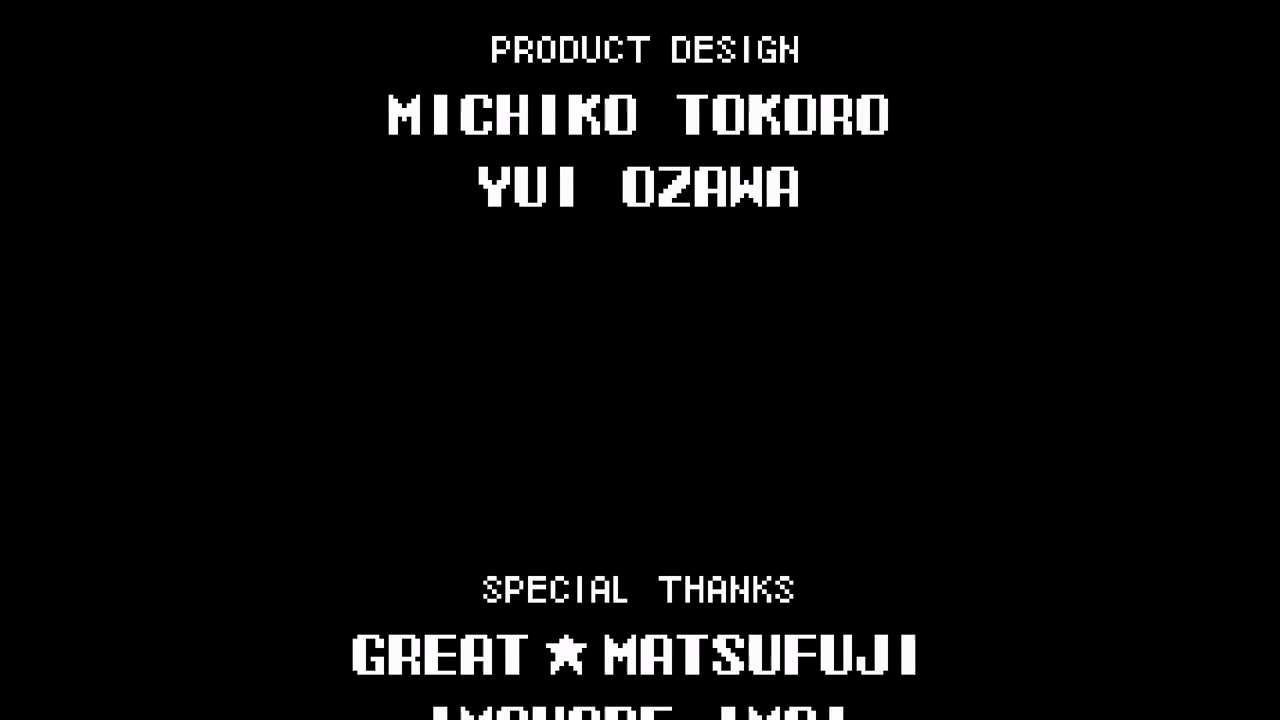 PRODUCT DESIGN
MICHIKO TOKORO
YUI OZAWA
SPECIAL THANKS
GREAT★MATSUFUJI